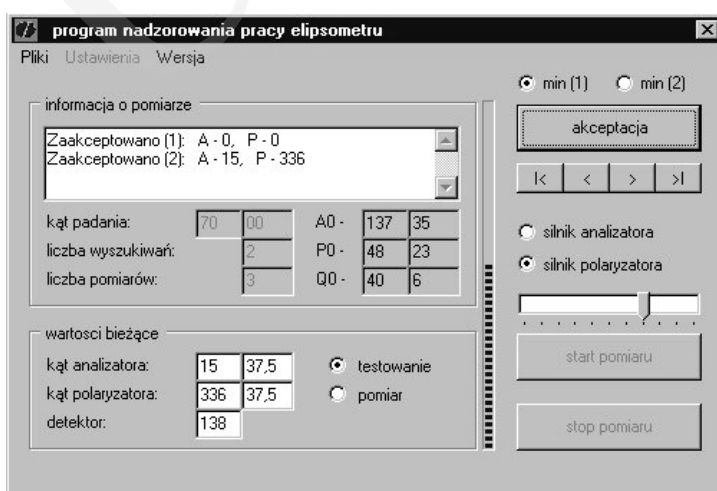 program nadzorowania pracy elipsometru
Pliki Ustawienia Wersja
min (1) min (2)
informacja o pomiarze
akceptacja
Zaakceptowano (1): A - 0, P - 0
Zaakceptowano (2): A - 15, P - 336
|< < > >|
kąt padania: 70 00 A0 - 137 35
silnik analizatora
liczba wyszukiwań: 2 P0 - 48 23
silnik polaryzatora
liczba pomiarów: 3 Q0 - 40 6
wartosci bieżące
kąt analizatora: 15 37,5 testowanie
start pomiaru
kąt polaryzatora: 336 37,5 pomiar
detektor: 138
stop pomiaru